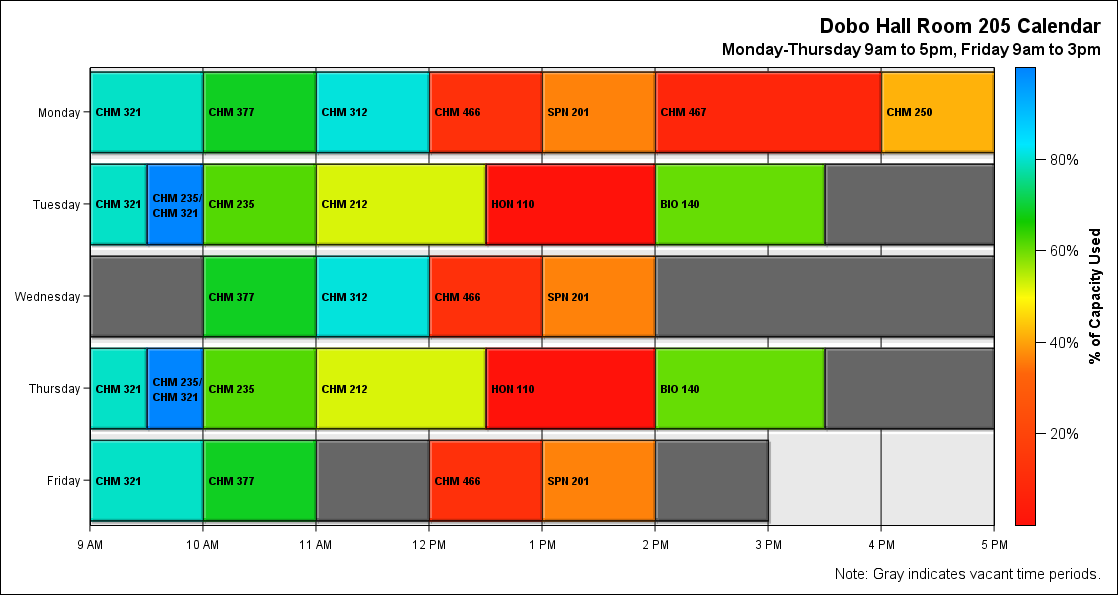 Dobo Hall Room 205 Calendar
Monday-Thursday 9am to 5pm, Friday 9am to 3pm
Monday
CHM 321
CHM 377
CHM 312
CHM 466
SPN 201
CHM 467
CHM 250
Tuesday
CHM 321
CHM 235/
CHM 321
CHM 235
CHM 212
HON 110
BIO 140
Wednesday
CHM 377
CHM 312
CHM 466
SPN 201
Thursday
CHM 321
CHM 235/
CHM 321
CHM 235
CHM 212
HON 110
BIO 140
Friday
CHM 321
CHM 377
CHM 466
SPN 201
9 AM
10 AM
11 AM
12 PM
1 PM
2 PM
3 PM
4 PM
5 PM
80%
60%
40%
20%
% of Capacity Used
Note: Gray indicates vacant time periods.